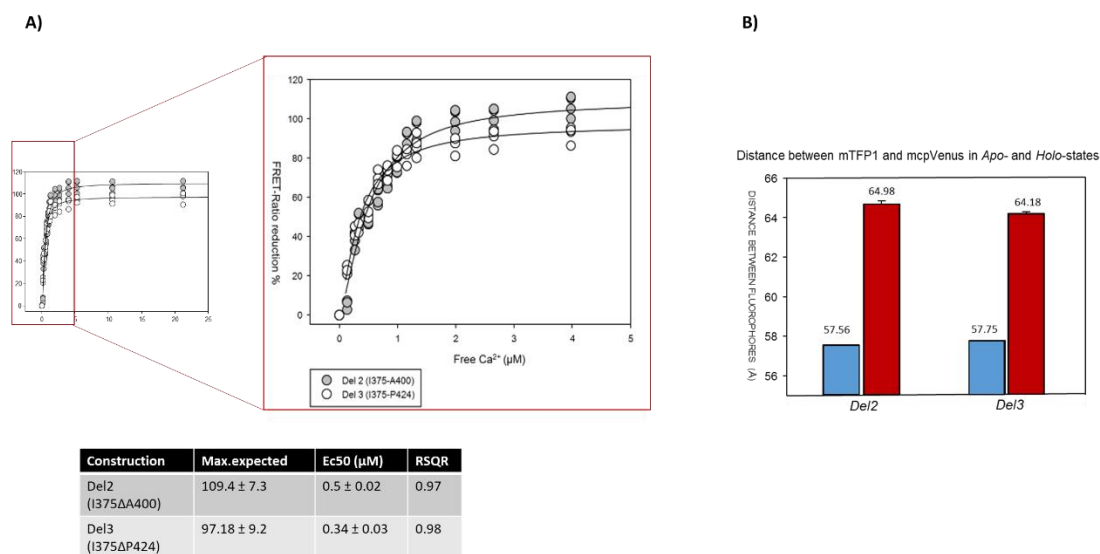 A)
B)
120
100
80
60
40
20
0
0 5 10 15 20 25
FRET-Ratio reduction %
120
100
80
60
40
20
0
0 1 2 3 4 5
Free Ca²⁺ (µM)
Del 2 (I375-A400)
Del 3 (I375-P424)
Distance between mTFP1 and mcpVenus in Apo- and Holo-states
DISTANCE BETWEEN FLUOROPHORES (Å)
66
64
62
60
58
56
57.56
64.98
57.75
64.18
Del2 Del3
Construction Max.expected Ec50 (µM) RSQR
Del2 109.4 ± 7.3 0.5 ± 0.02 0.97
(I375ΔA400)
Del3 97.18 ± 9.2 0.34 ± 0.03 0.98
(I375ΔP424)